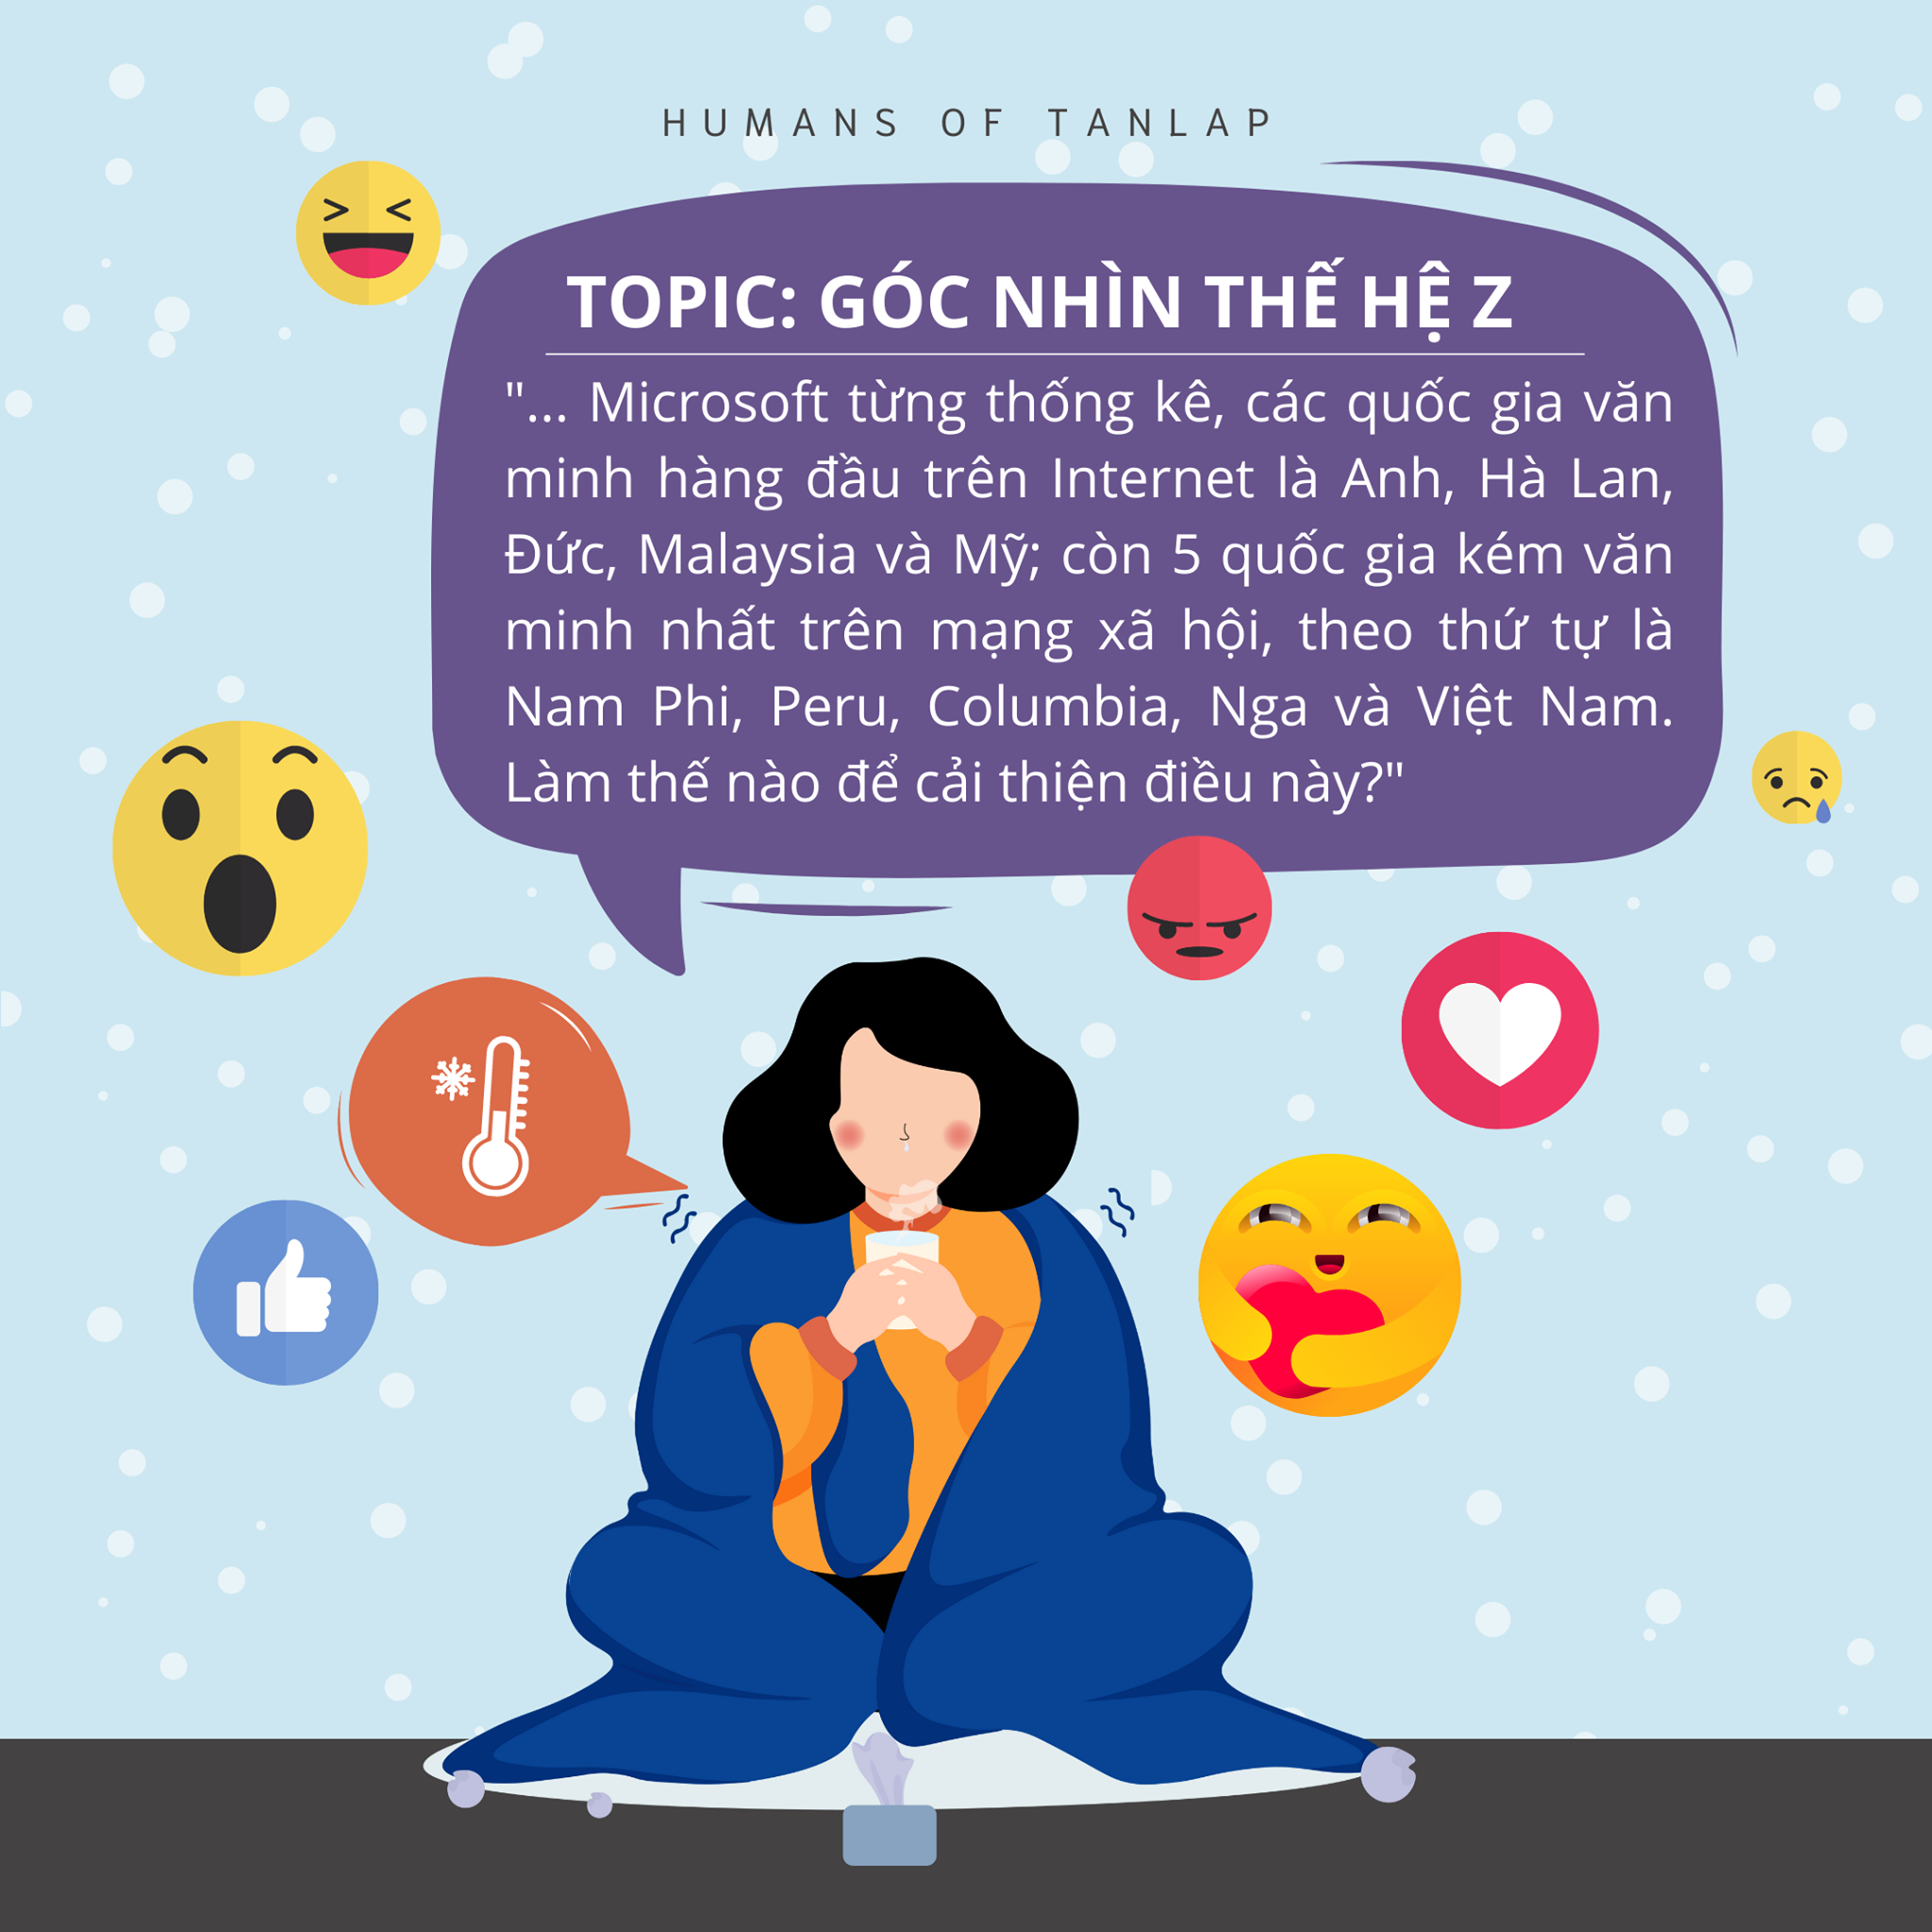 HUMANS OF TANLAP
TOPIC: GÓC NHÌN THẾ HỆ Z
"... Microsoft từng thống kê, các quốc gia văn
minh hàng đầu trên Internet là Anh, Hà Lan,
Đức, Malaysia và Mỹ; còn 5 quốc gia kém văn
minh nhất trên mạng xã hội, theo thứ tự là
Nam Phi, Peru, Columbia, Nga và Việt Nam.
Làm thế nào để cải thiện điều này?"